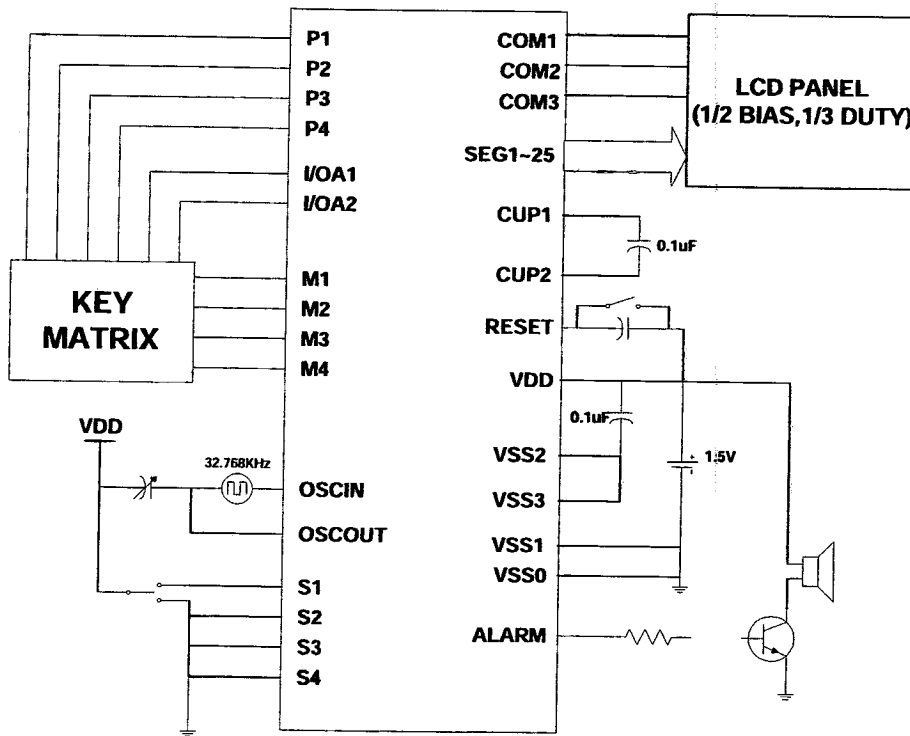 P1
P2
P3
P4
I/OA1
I/OA2
M1
M2
M3
M4
OSCIN
OSCOUT
S1
S2
S3
S4
COM1
COM2
COM3
SEG1~25
CUP1
CUP2
RESET
VDD
VSS2
VSS3
VSS1
VSS0
ALARM
KEY
MATRIX
VDD
32.768KHz
LCD PANEL
(1/2 BIAS,1/3 DUTY)
0.1uF
0.1uF
+
1.5V
-